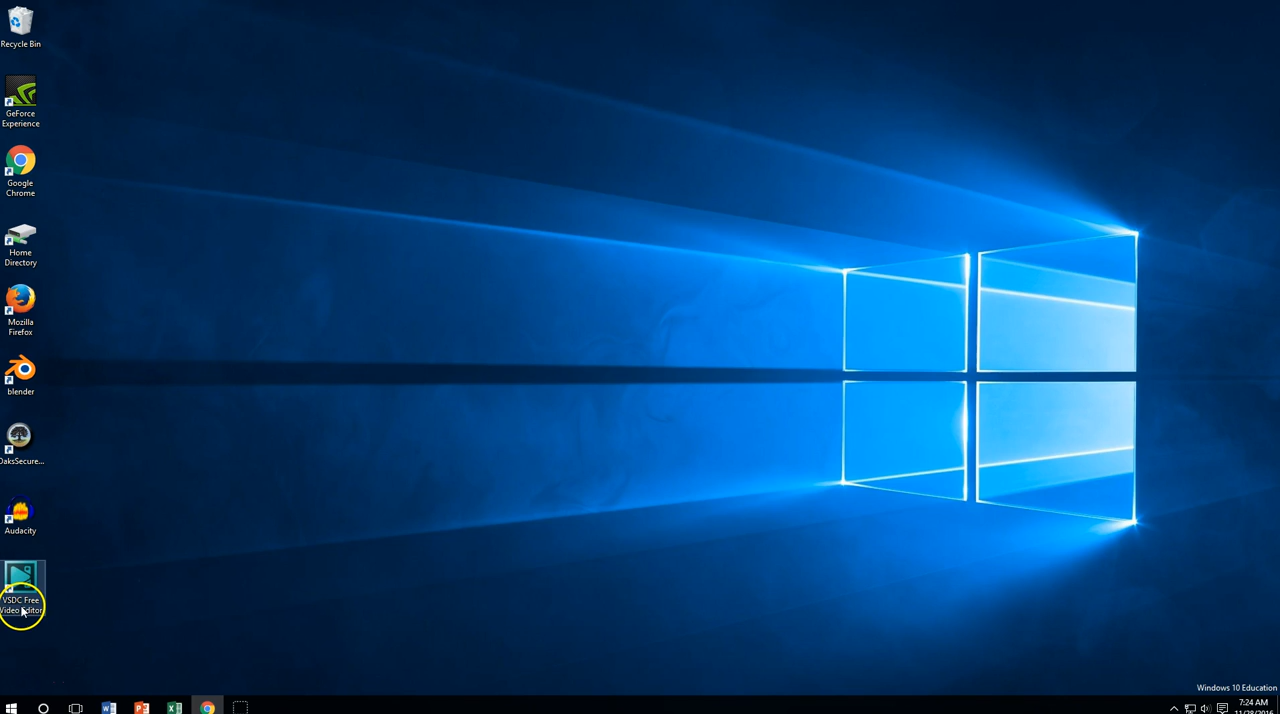 Recycle Bin
GeForce
Experience
Google
Chrome
Home
Directory
Mozilla
Firefox
blender
OaksSecure...
Audacity
VSDC Free
Video Editor
Windows 10 Education
7:24 AM
11/28/2016